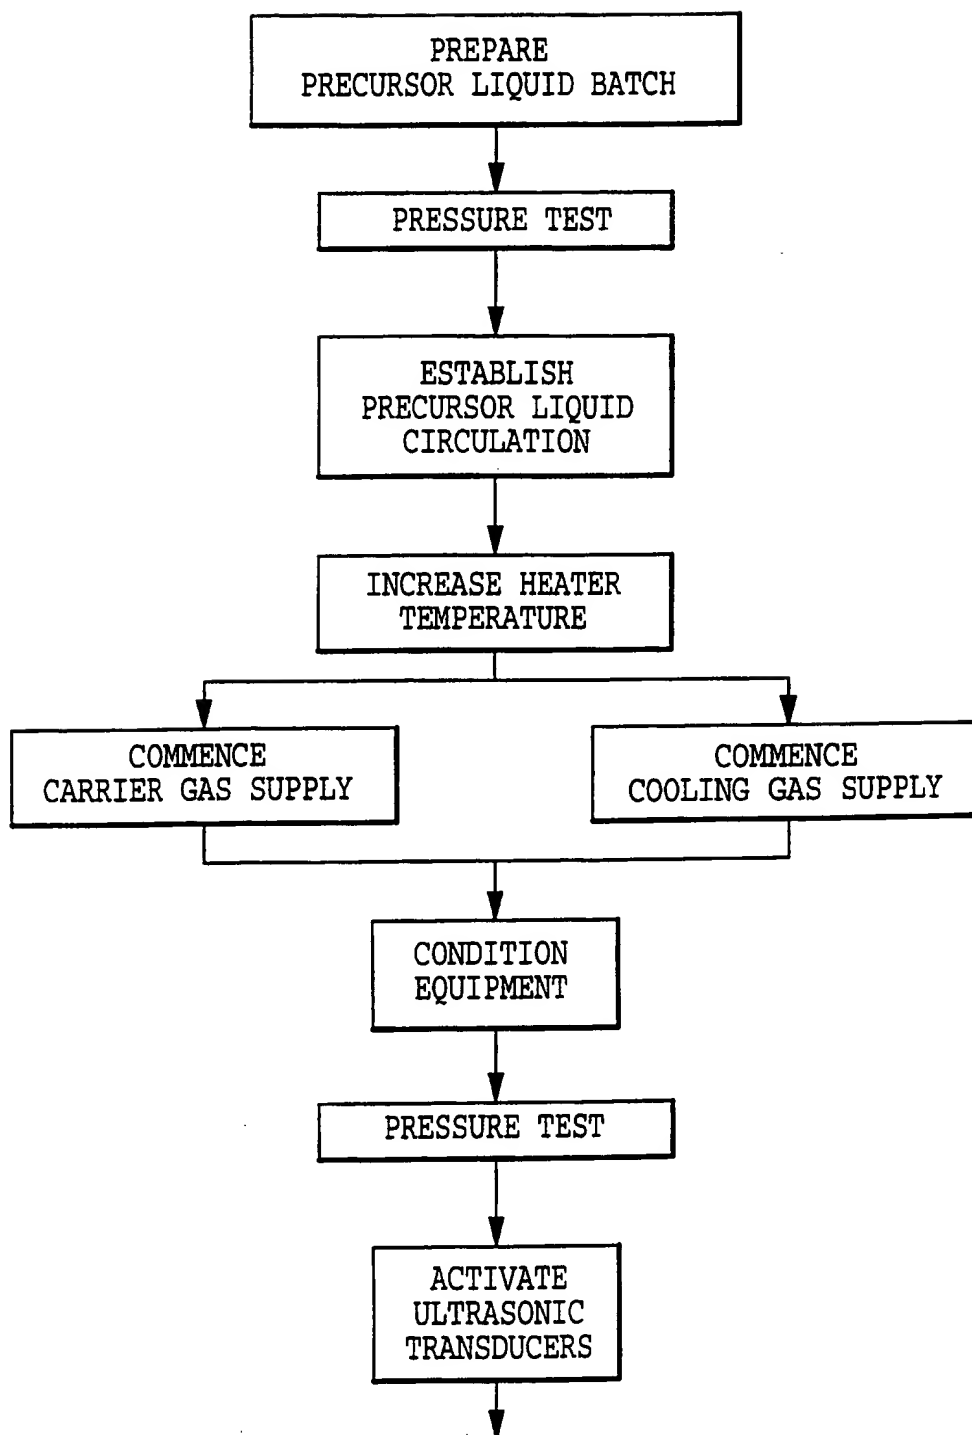 PREPARE
PRECURSOR LIQUID BATCH
PRESSURE TEST
ESTABLISH
PRECURSOR LIQUID
CIRCULATION
INCREASE HEATER
TEMPERATURE
COMMENCE
CARRIER GAS SUPPLY
COMMENCE
COOLING GAS SUPPLY
CONDITION
EQUIPMENT
PRESSURE TEST
ACTIVATE
ULTRASONIC
TRANSDUCERS